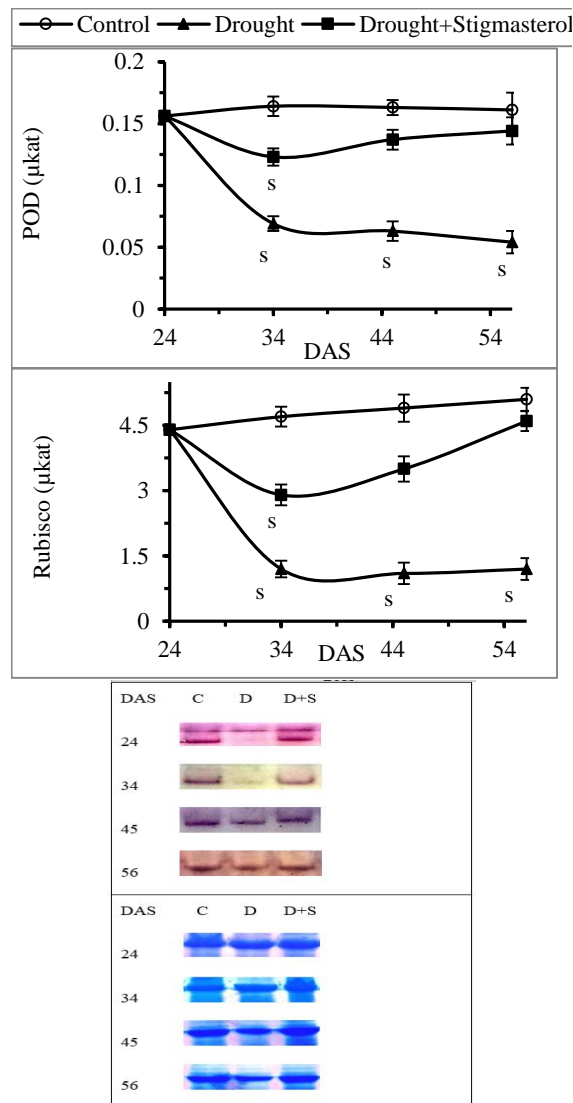 Control Drought Drought+Stigmasterol
0.2
0.15
0.1
0.05
0
POD (µkat)
s
s s s
24 34 44 54
DAS
4.5
3
1.5
0
Rubisco (µkat)
s
s s s
24 34 44 54
DAS
DAS C D D+S
24
34
45
56
DAS C D D+S
24
34
45
56